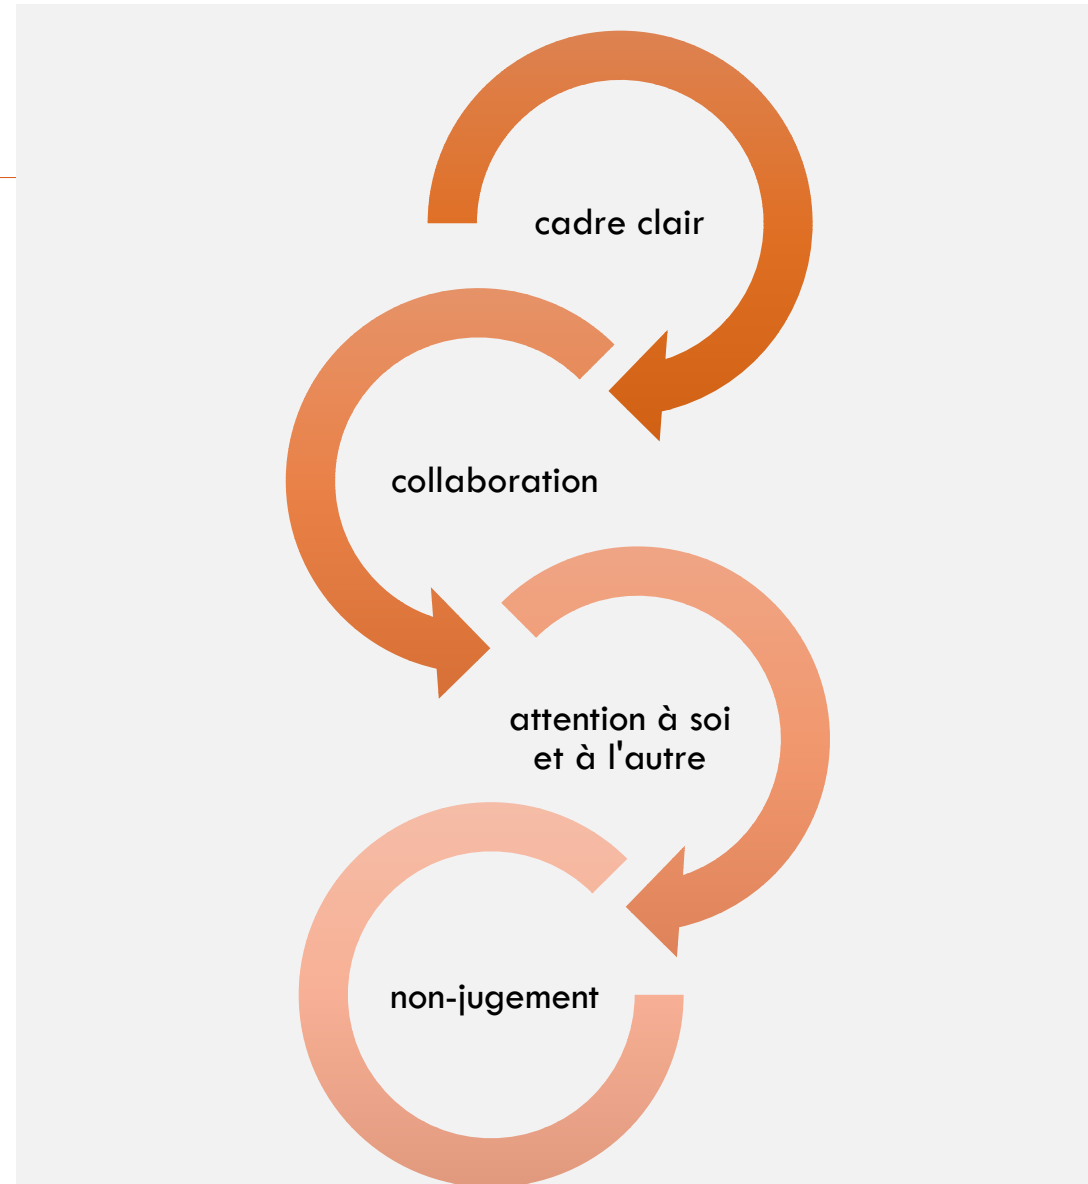 cadre clair
collaboration
attention à soi
et à l'autre
non-jugement